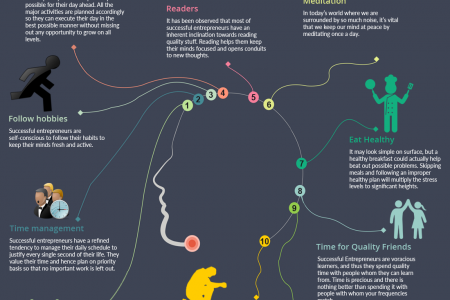 possible for their day ahead. All the
activities are planned accordingly
so they can execute their day in the
best possible manner without missing
out any opportunity to grow on all
levels.
Readers
It has been observed that most of
successful entrepreneurs have an
inherent inclination towards reading
quality stuff. Reading helps them keep
their minds focused and opens conduits
to new thoughts.
Meditation
In today's world where we are
surrounded by so much noise, it's vital
that we keep our mind at peace by
meditating once a day.
1
2
3
4
5
6
7
8
9
10
Follow hobbies
Successful entrepreneurs are
self-conscious to follow their habits to
keep their minds fresh and active.
Eat Healthy
It may look simple on surface, but a
healthy breakfast could actually help
beat out possible problems. Skipping
meals and following an improper
healthy plan will multiply the stress
levels to significant heights.
Time management
Successful entrepreneurs have a refined
tendency to manage their daily schedule to
justify every single second of their life. They
value their time and hence plan on priority
basis so that no important work is left out.
Time for Quality Friends
Successful Entrepreneurs are voracious
learners, and thus they spend quality
time with people whom they can learn
from. Time is precious and there is
nothing better than spending it with
people with whom your frequencies